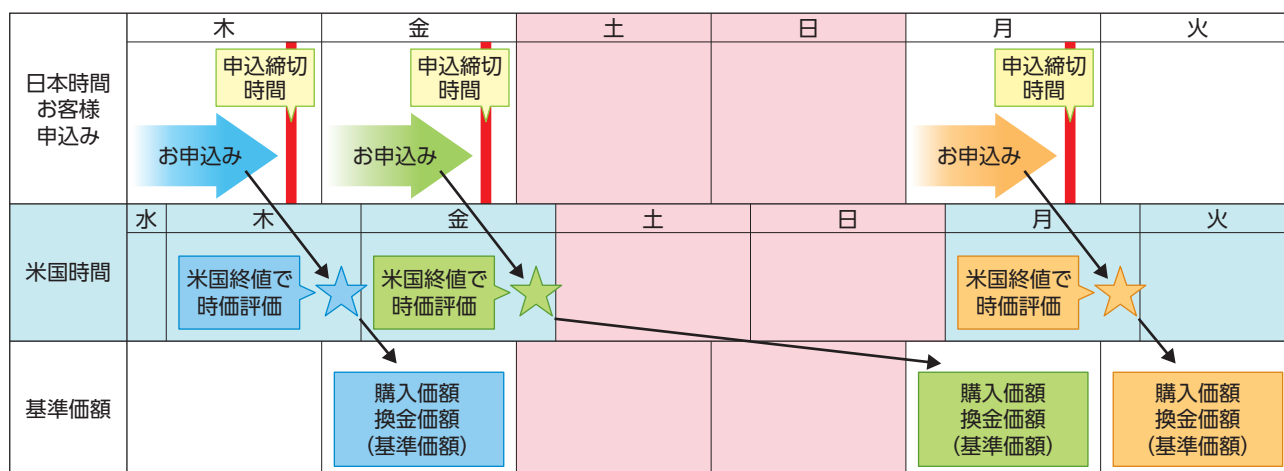 木 金 土 日 月 火
日本時間
お客様
申込み
申込締切
時間
申込締切
時間
申込締切
時間
お申込み
お申込み
お申込み
水 木 金 土 日 月 火
米国時間
米国終値で
時価評価
米国終値で
時価評価
米国終値で
時価評価
基準価額
購入価額
換金価額
(基準価額)
購入価額
換金価額
(基準価額)
購入価額
換金価額
(基準価額)